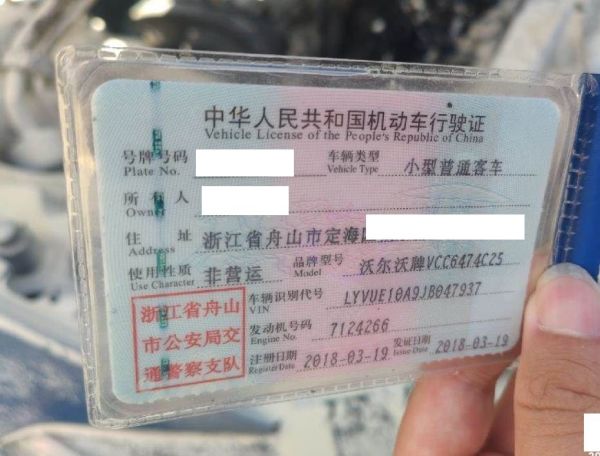 中华人民共和国机动车行驶证
Vehicle License of the People's Republic of China
号牌号码 车辆类型 小型普通客车
Plate No. Vehicle Type
所有人
Owner
住址 浙江省舟山市定海区
Address
使用性质 非营运 品牌型号 沃尔沃牌VCC6474C25
Use Character Model
浙江省舟山
市公安局交
通警察支队
车辆识别代号 LYVUE10A9JB047937
VIN
发动机号码 7124266
Engine No.
注册日期 2018-03-19 发证日期 2018-03-19
Register Date Issue Date